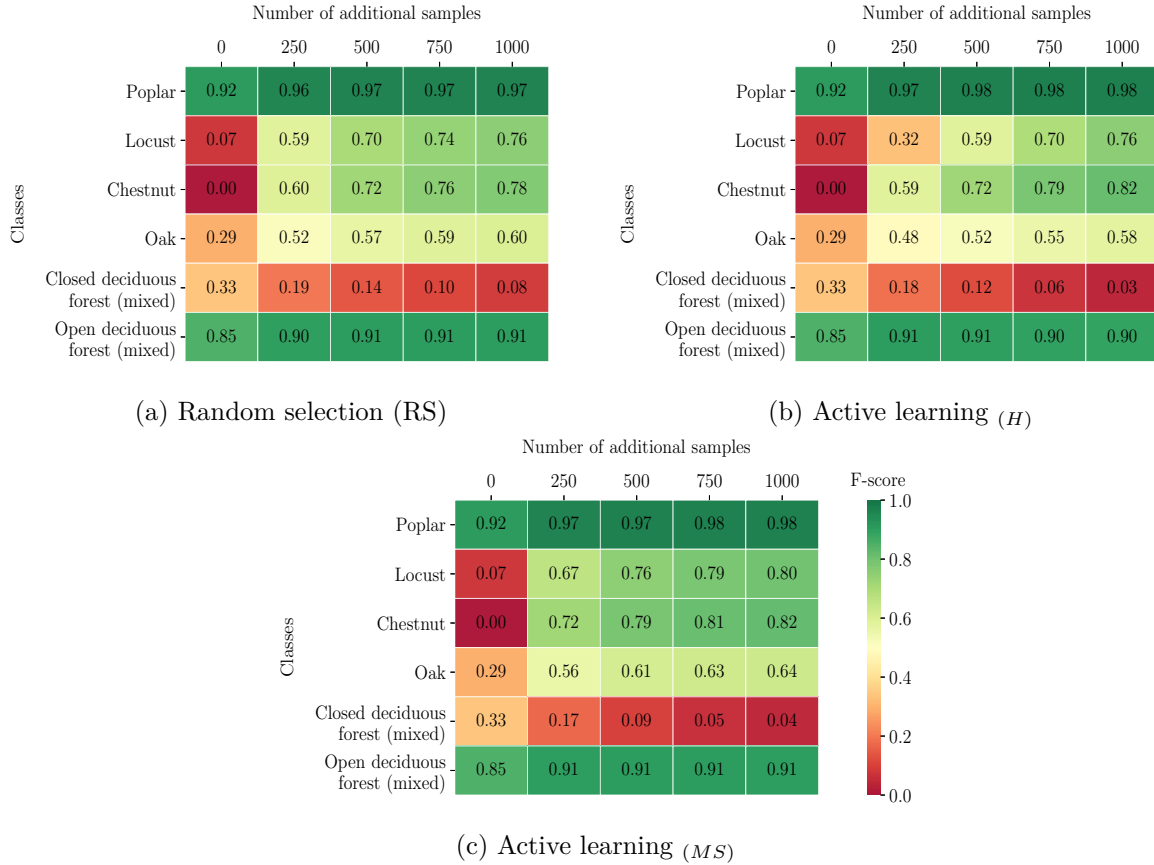 Number of additional samples
0 250 500 750 1000
Classes
Poplar 0.92 0.96 0.97 0.97 0.97
Locust 0.07 0.59 0.70 0.74 0.76
Chestnut 0.00 0.60 0.72 0.76 0.78
Oak 0.29 0.52 0.57 0.59 0.60
Closed deciduous
forest (mixed) 0.33 0.19 0.14 0.10 0.08
Open deciduous
forest (mixed) 0.85 0.90 0.91 0.91 0.91
(a) Random selection (RS)
Number of additional samples
0 250 500 750 1000
Classes
Poplar 0.92 0.97 0.98 0.98 0.98
Locust 0.07 0.32 0.59 0.70 0.76
Chestnut 0.00 0.59 0.72 0.79 0.82
Oak 0.29 0.48 0.52 0.55 0.58
Closed deciduous
forest (mixed) 0.33 0.18 0.12 0.06 0.03
Open deciduous
forest (mixed) 0.85 0.91 0.91 0.90 0.90
(b) Active learning (H)
Number of additional samples
0 250 500 750 1000
Classes
Poplar 0.92 0.97 0.97 0.98 0.98
Locust 0.07 0.67 0.76 0.79 0.80
Chestnut 0.00 0.72 0.79 0.81 0.82
Oak 0.29 0.56 0.61 0.63 0.64
Closed deciduous
forest (mixed) 0.33 0.17 0.09 0.05 0.04
Open deciduous
forest (mixed) 0.85 0.91 0.91 0.91 0.91
F-score
1.0
0.8
0.6
0.4
0.2
0.0
(c) Active learning (MS)